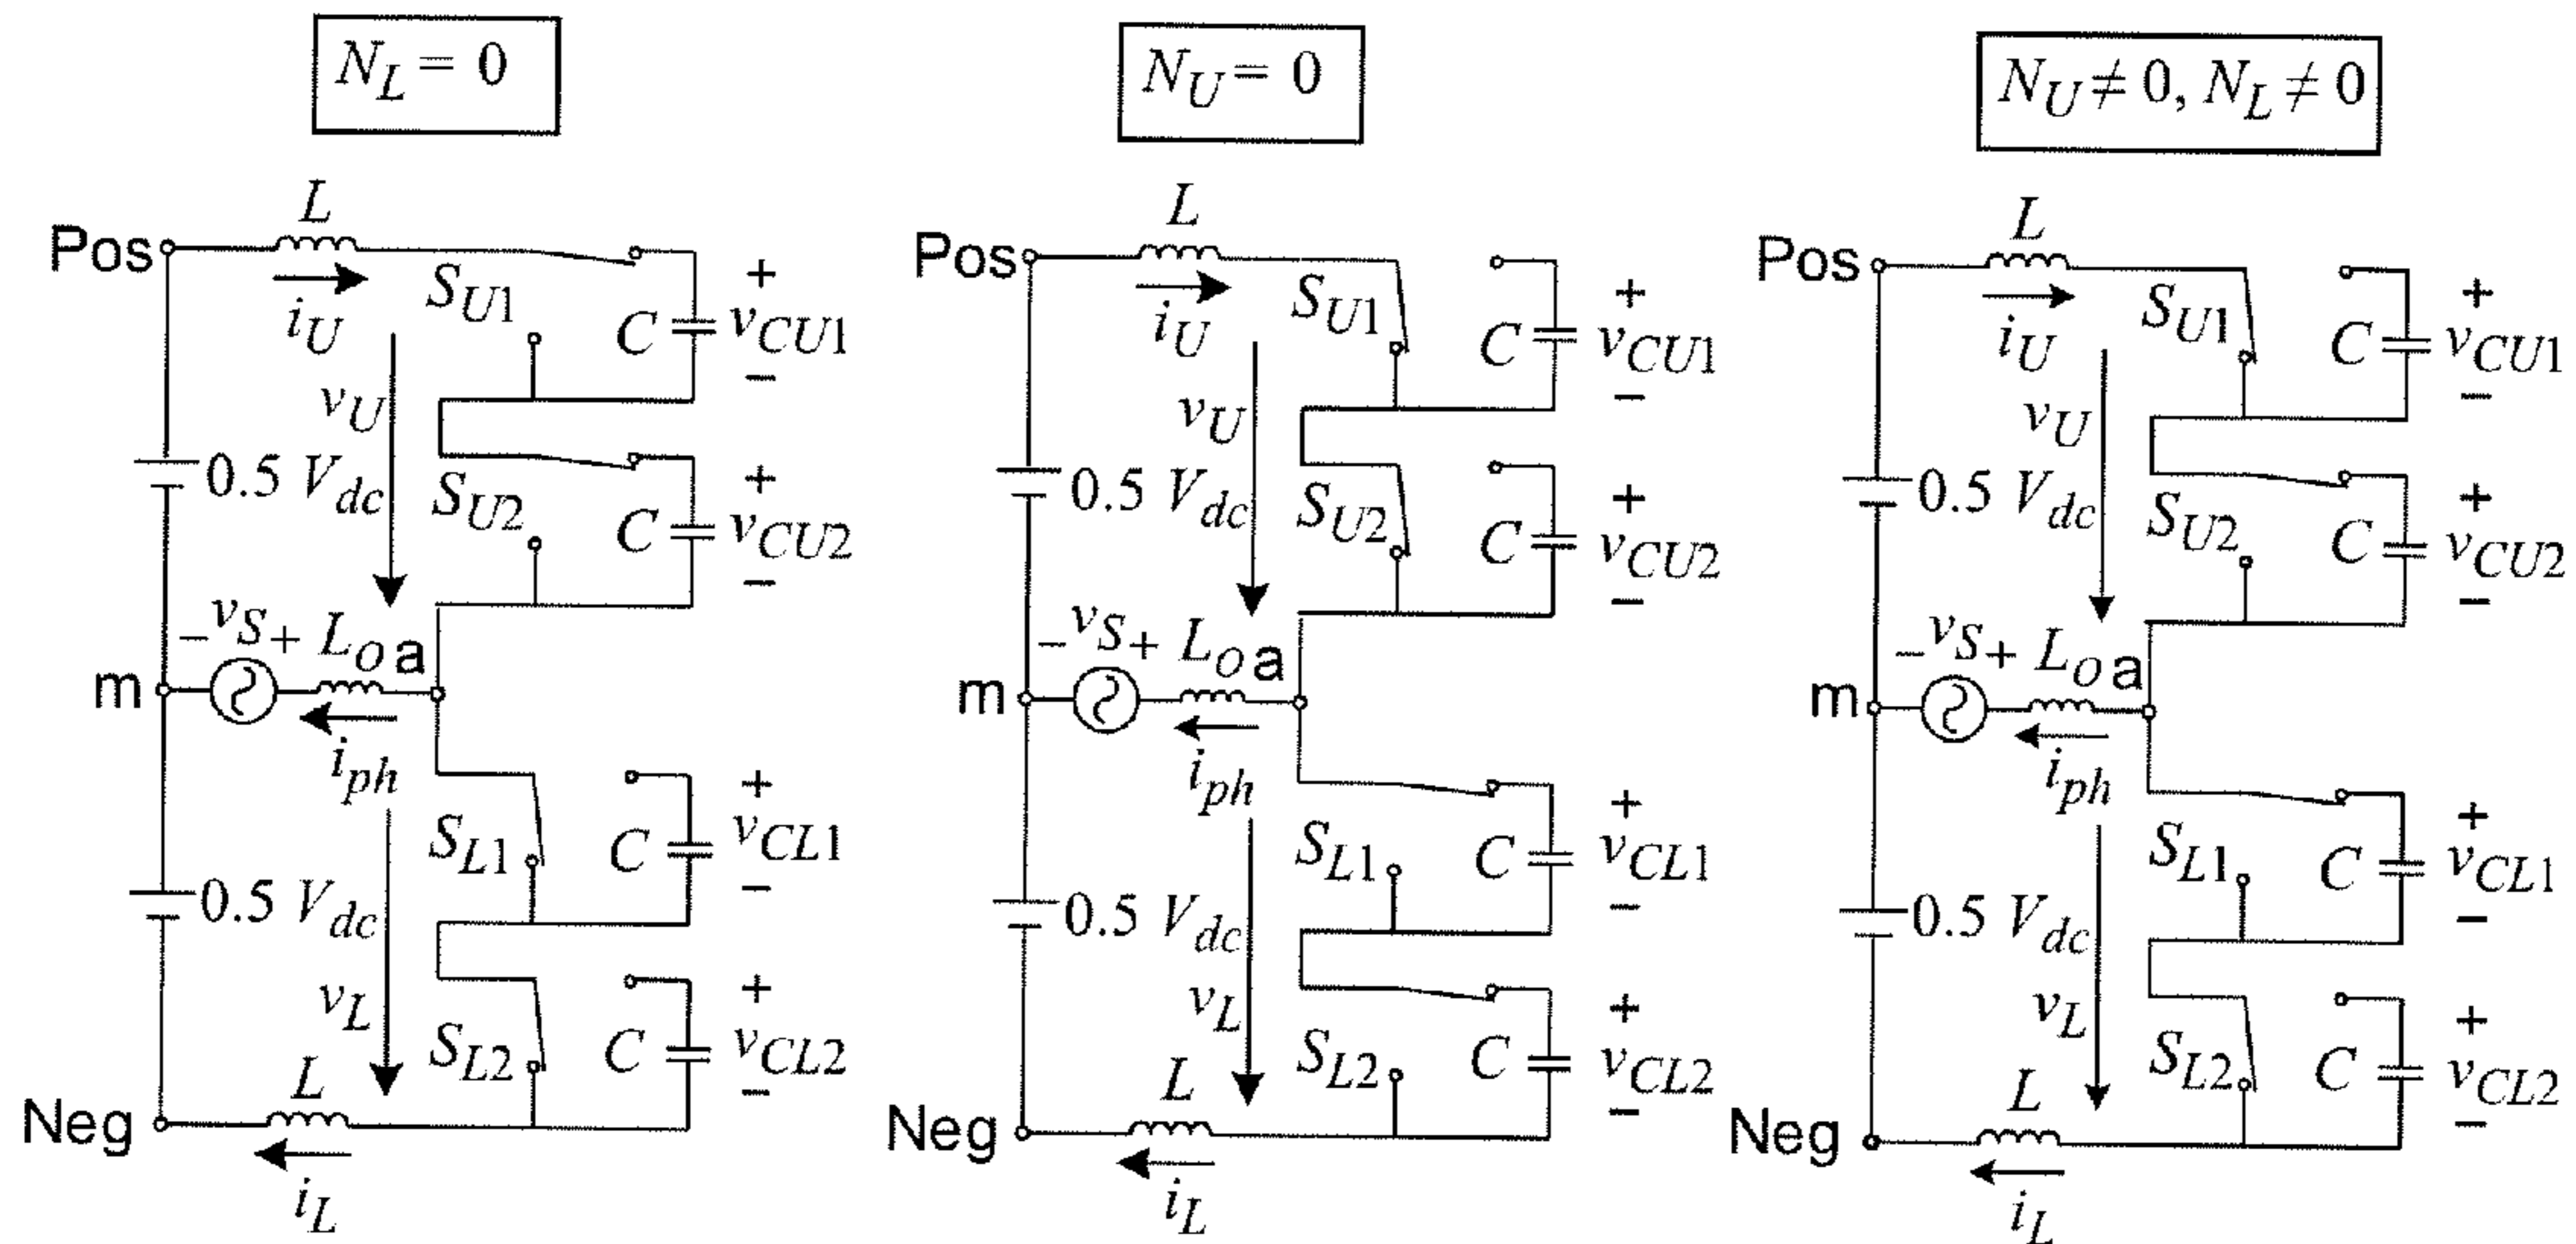 N_L = 0
Pos
L
i_U
S_U1
C
+
v_CU1
−
v_U
0.5 V_dc
S_U2
C
+
v_CU2
−
− v_S +
L_o
a
m
i_ph
S_L1
C
+
v_CL1
−
0.5 V_dc
v_L
S_L2
C
+
v_CL2
−
L
Neg
i_L
N_U = 0
Pos
L
i_U
S_U1
C
+
v_CU1
−
v_U
0.5 V_dc
S_U2
C
+
v_CU2
−
− v_S +
L_o
a
m
i_ph
S_L1
C
+
v_CL1
−
0.5 V_dc
v_L
S_L2
C
+
v_CL2
−
L
Neg
i_L
N_U ≠ 0, N_L ≠ 0
Pos
L
i_U
S_U1
C
+
v_CU1
−
v_U
0.5 V_dc
S_U2
C
+
v_CU2
−
− v_S +
L_o
a
m
i_ph
S_L1
C
+
v_CL1
−
0.5 V_dc
v_L
S_L2
C
+
v_CL2
−
L
Neg
i_L